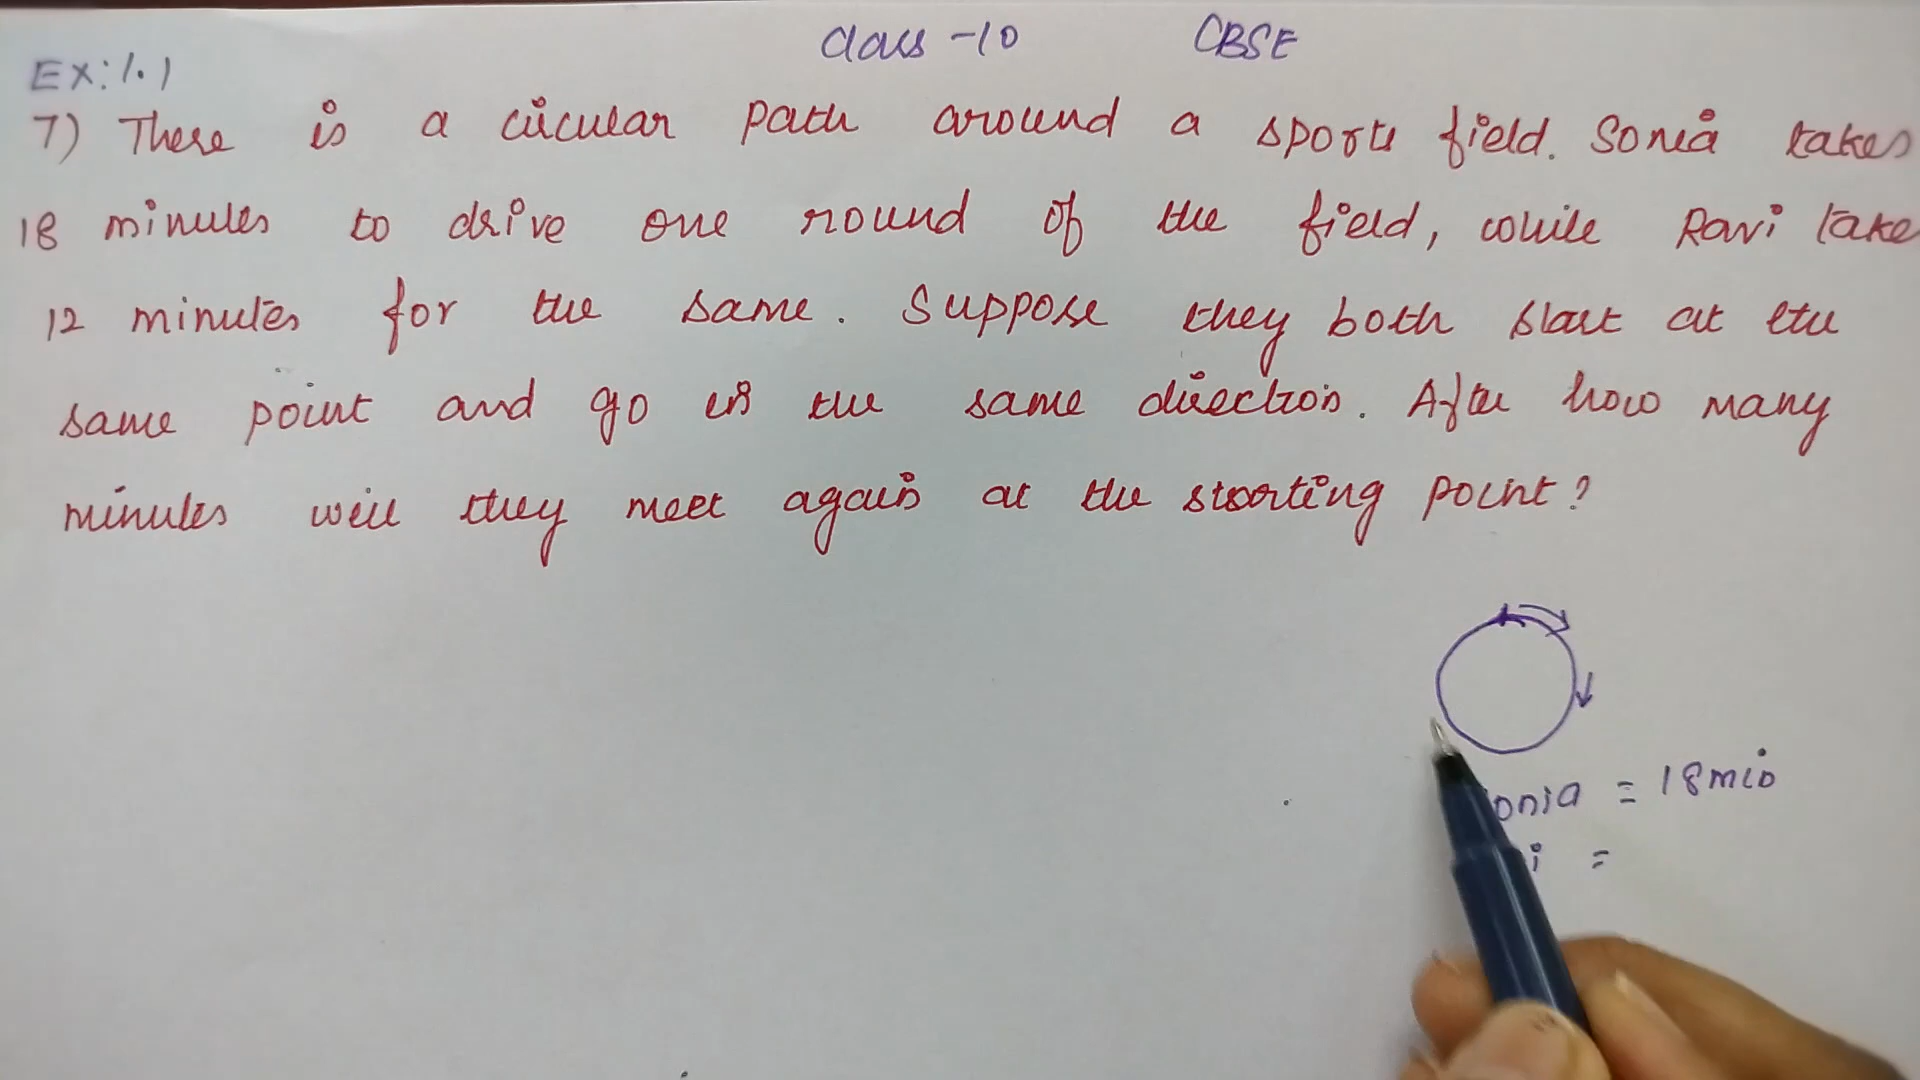 Class -10 CBSE
Ex: 1.1
7) There is a circular path around a sports field. Sonia takes
18 minutes to drive one round of the field, while Ravi take
12 minutes for the same. Suppose they both start at the
same point and go in the same direction. After how many
minutes will they meet again at the starting point?
onia = 18min
i =